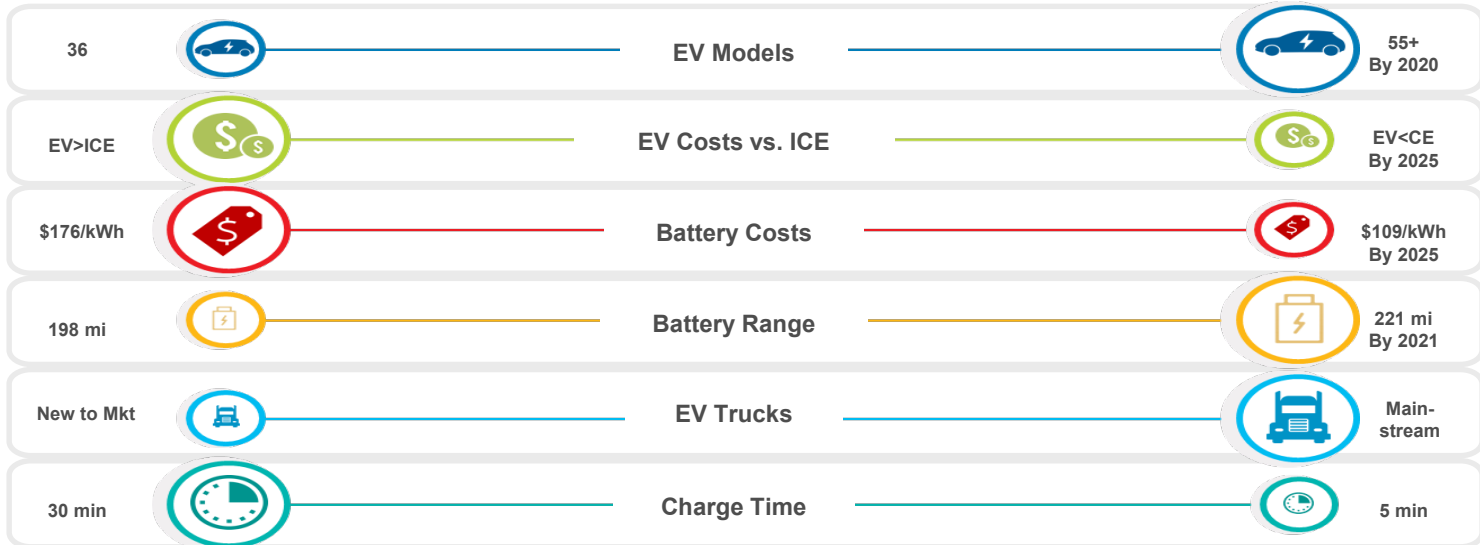 36
EV Models
55+
By 2020
EV>ICE
EV Costs vs. ICE
EV<CE
By 2025
$176/kWh
Battery Costs
$109/kWh
By 2025
198 mi
Battery Range
221 mi
By 2021
New to Mkt
EV Trucks
Main-
stream
30 min
Charge Time
5 min